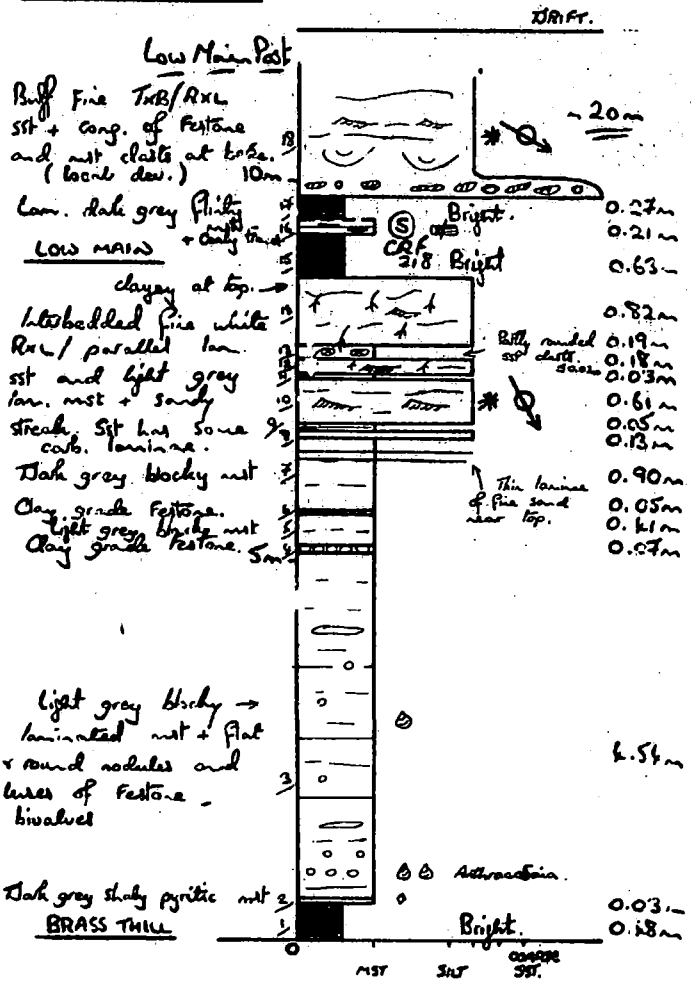 DRIFT.
Low Main Post
Buff fine TXB/RXL
sst + cong. of Festone
and mst clasts at base.
(local dev.) 10m
~20m
18
Lam. dark grey flinty
mst
LOW MAIN
Bright.
S
CRF
218 Bright
0.27m
0.21m
0.63m
clayey at top. →
Interbedded fine white
RXL/parallel lam.
sst and light grey
lam. mst + sandy
streak. Sst has some
carb. laminae.
Partly rounded
sst clasts.
0.82m
0.19m
0.18m
0.03m
0.61m
0.05m
0.13m
Dark grey blocky mst
Thin laminae
of fine sand
near top.
0.90m
Clay grade Festone.
light grey blocky mst
Clay grade Festone.
5m
0.05m
0.41m
0.07m
Light grey blocky →
laminated mst + flat
& round nodules and
lenses of Festone
bivalves
3
4.54m
Anthracosia.
Dark grey shaly pyritic mst
2
0.03m
BRASS THILL
1
Bright.
0.48m
0
MST
SILT
COARSE
SST.